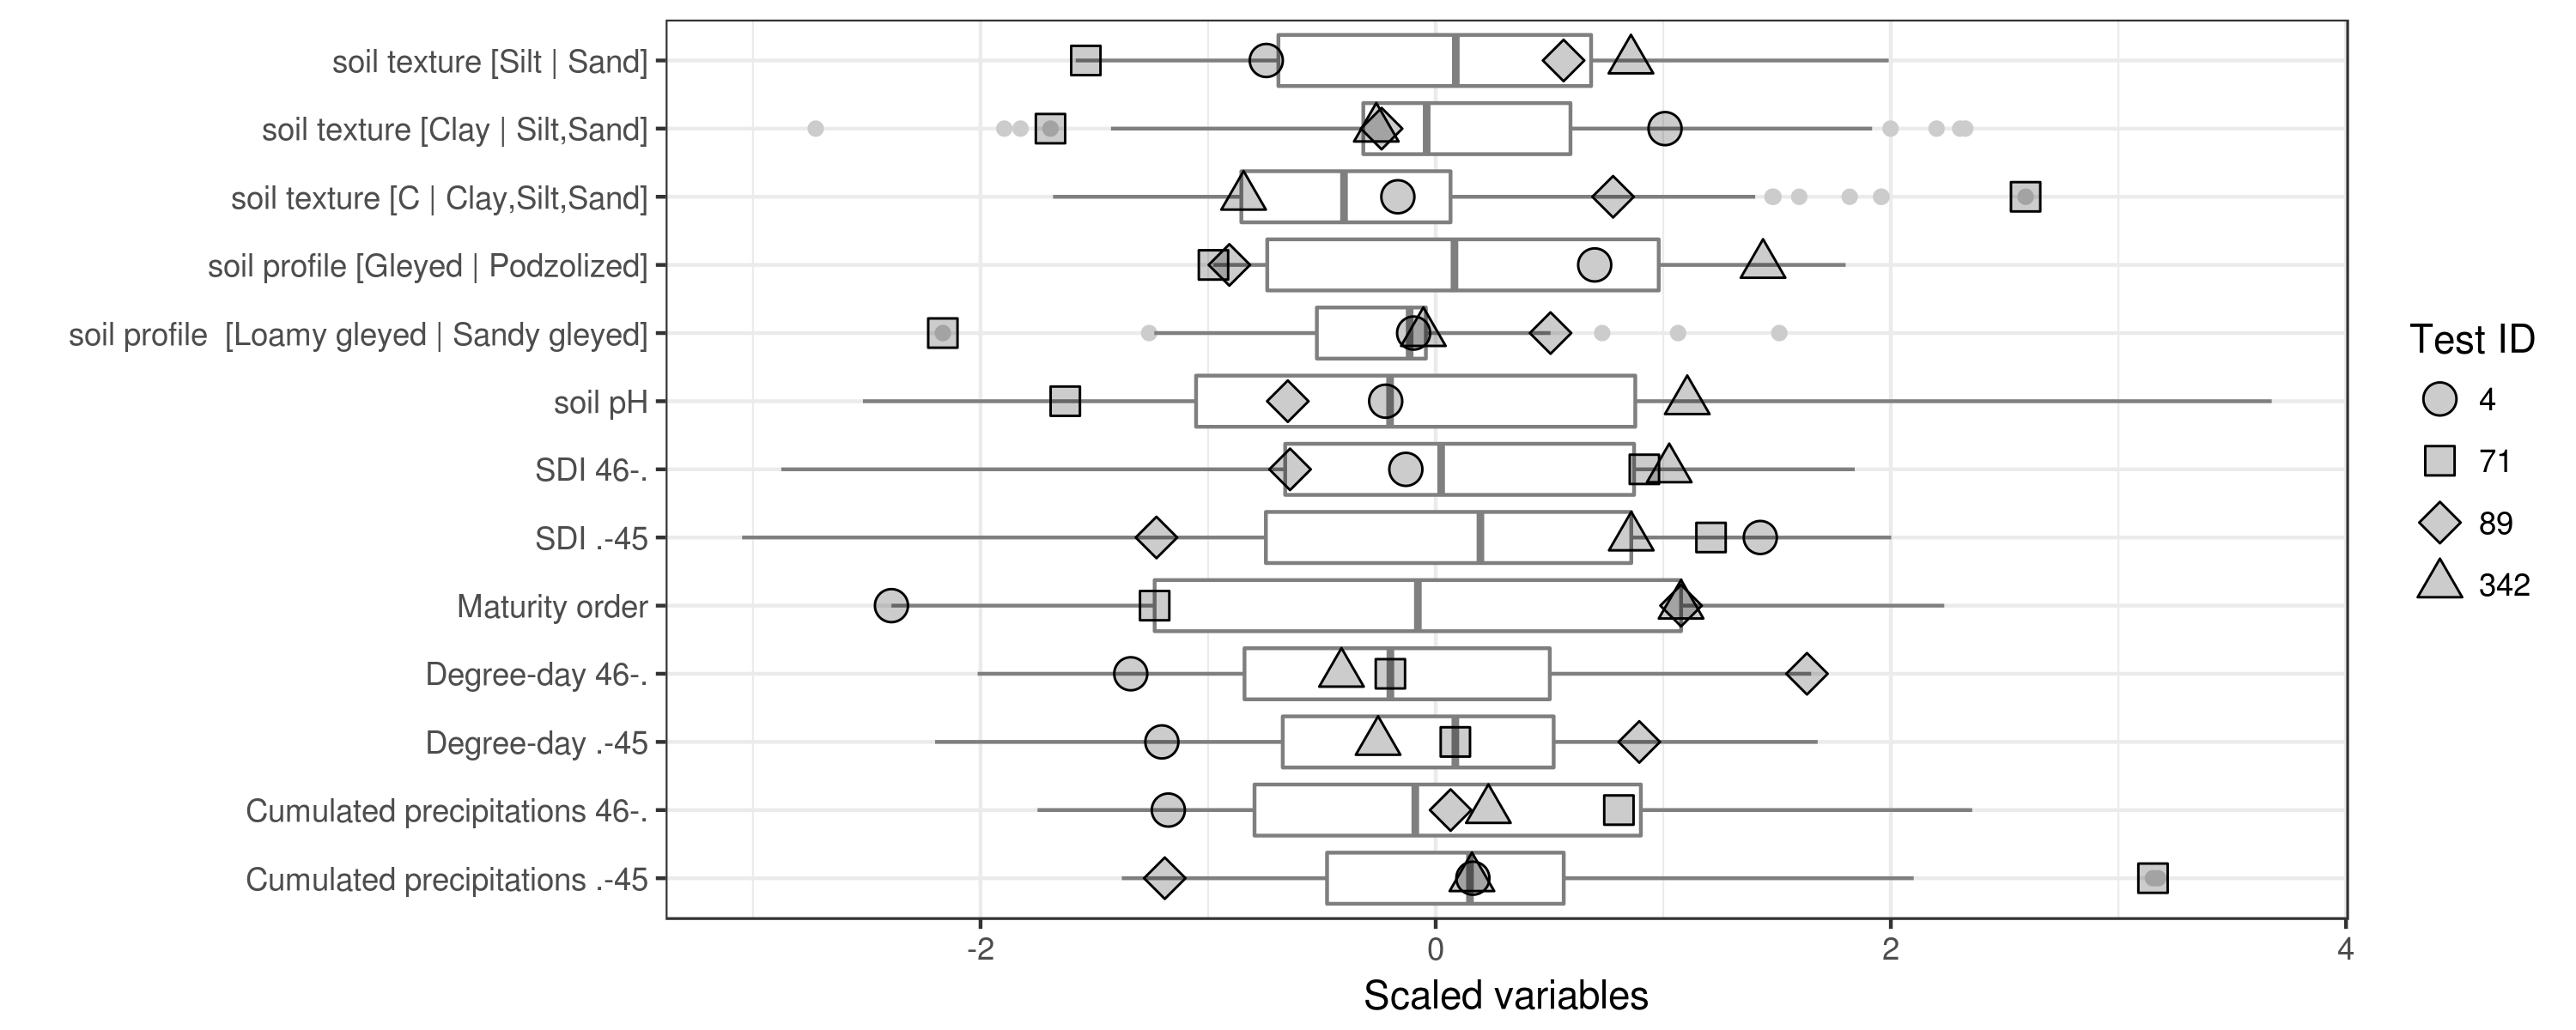 soil texture [Silt | Sand]
soil texture [Clay | Silt,Sand]
soil texture [C | Clay,Silt,Sand]
soil profile [Gleyed | Podzolized]
soil profile  [Loamy gleyed | Sandy gleyed]
soil pH
SDI 46-.
SDI .-45
Maturity order
Degree-day 46-.
Degree-day .-45
Cumulated precipitations 46-.
Cumulated precipitations .-45
-2 0 2 4
Scaled variables
Test ID
4
71
89
342